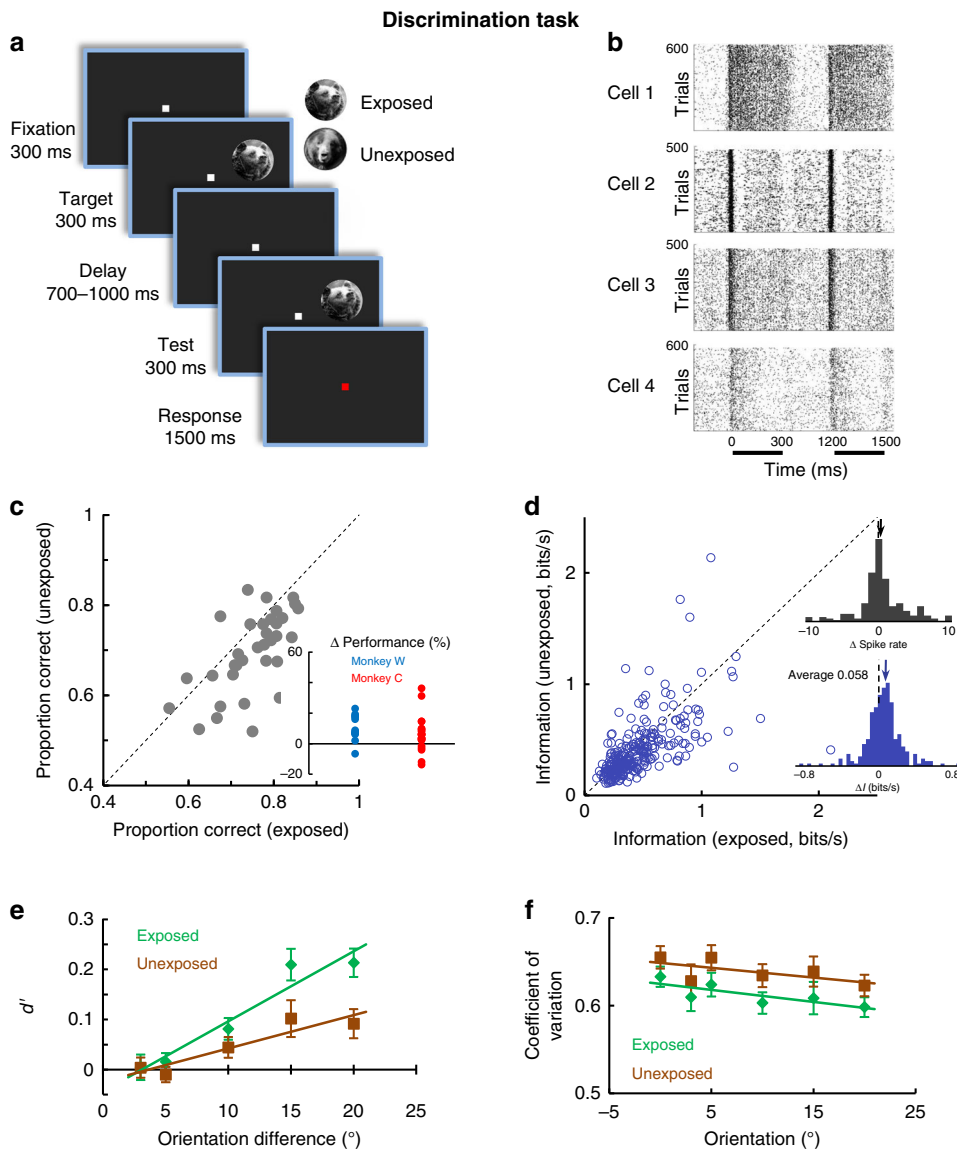 Discrimination task
a
Fixation
300 ms
Target
300 ms
Delay
700–1000 ms
Test
300 ms
Response
1500 ms
Exposed
Unexposed
b
Cell 1
600
Trials
Cell 2
500
Trials
Cell 3
500
Trials
Cell 4
600
Trials
0 300 1200 1500
Time (ms)
c
Proportion correct (unexposed)
1
0.8
0.6
0.4
0.4 0.6 0.8 1
Proportion correct (exposed)
Δ Performance (%)
Monkey W
Monkey C
40
0
−20
d
Information (unexposed, bits/s)
2
1
0
0 1 2
Information (exposed, bits/s)
−10 0 10
Δ Spike rate
Average 0.058
−0.8 0 0.8
ΔI (bits/s)
e
d′
0.3
0.2
0.1
0
Exposed
Unexposed
0 5 10 15 20 25
Orientation difference (°)
f
Coefficient of
variation
0.7
0.6
0.5
Exposed
Unexposed
−5 5 15 25
Orientation (°)